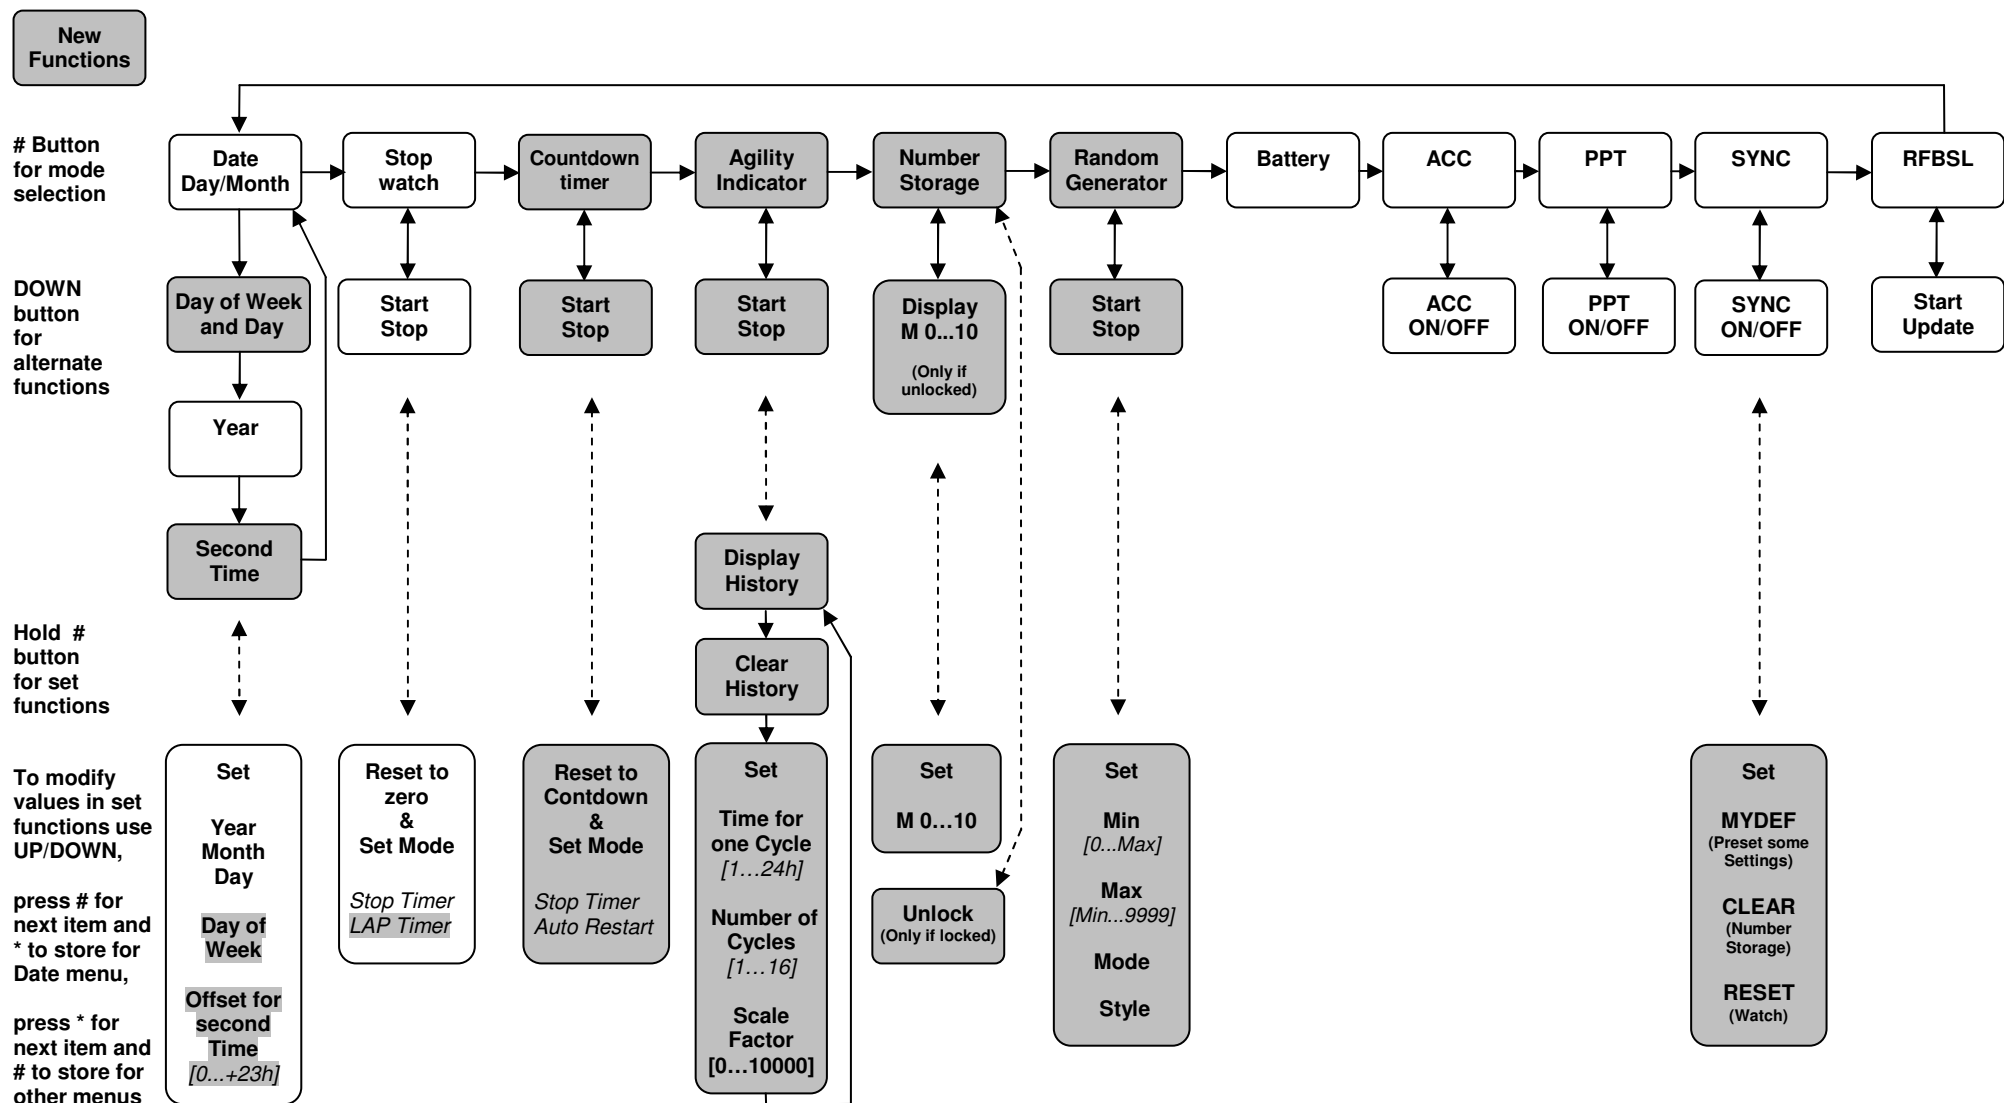 New
Functions
# Button
for mode
selection
Date
Day/Month
Stop
watch
Countdown
timer
Agility
Indicator
Number
Storage
Random
Generator
Battery
ACC
PPT
SYNC
RFBSL
DOWN
button
for
alternate
functions
Day of Week
and Day
Start
Stop
Start
Stop
Start
Stop
Display
M 0...10
(Only if
unlocked)
Start
Stop
ACC
ON/OFF
PPT
ON/OFF
SYNC
ON/OFF
Start
Update
Year
Second
Time
Display
History
Hold #
button
for set
functions
Clear
History
To modify
values in set
functions use
UP/DOWN,
press # for
next item and
* to store for
Date menu,
press * for
next item and
# to store for
other menus
Set
Year
Month
Day
Day of
Week
Offset for
second
Time
[0...+23h]
Reset to
zero
&
Set Mode
Stop Timer
LAP Timer
Reset to
Contdown
&
Set Mode
Stop Timer
Auto Restart
Set
Time for
one Cycle
[1...24h]
Number of
Cycles
[1...16]
Scale
Factor
[0...10000]
Set
M 0...10
Unlock
(Only if locked)
Set
Min
[0...Max]
Max
[Min...9999]
Mode
Style
Set
MYDEF
(Preset some
Settings)
CLEAR
(Number
Storage)
RESET
(Watch)